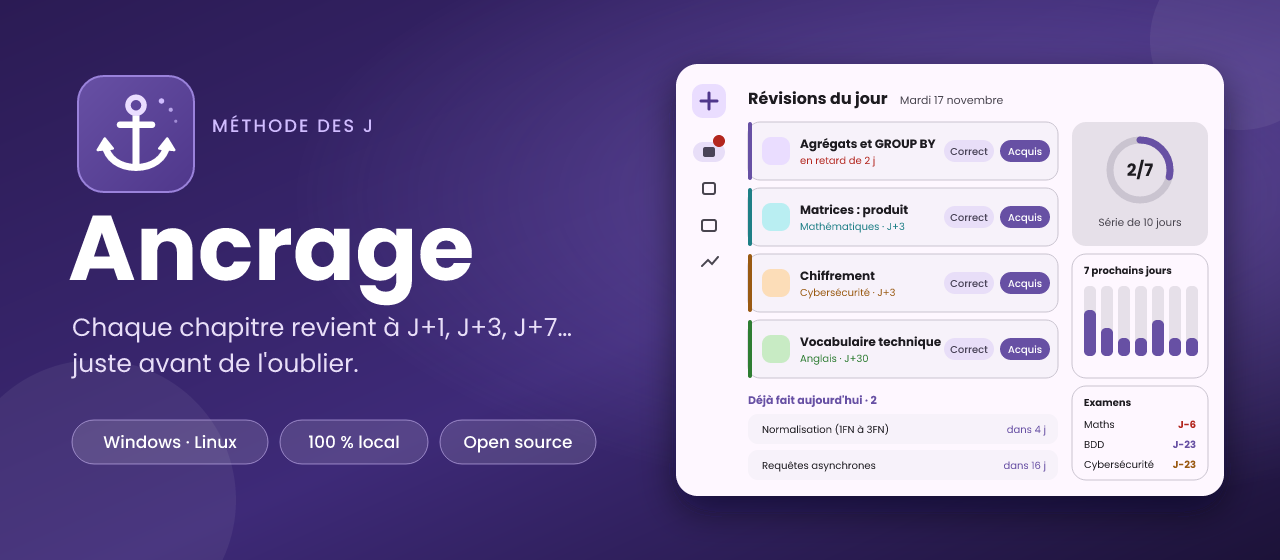 MÉTHODE DES J
Ancrage
Chaque chapitre revient à J+1, J+3, J+7...
juste avant de l'oublier.
Windows · Linux
100 % local
Open source
Révisions du jour
Mardi 17 novembre
Agrégats et GROUP BY
en retard de 2 j
Correct
Acquis
Matrices : produit
Mathématiques · J+3
Correct
Acquis
Chiffrement
Cybersécurité · J+3
Correct
Acquis
Vocabulaire technique
Anglais · J+30
Correct
Acquis
Déjà fait aujourd'hui · 2
Normalisation (1FN à 3FN)
dans 4 j
Requêtes asynchrones
dans 16 j
2/7
Série de 10 jours
7 prochains jours
Examens
Maths
J-6
BDD
J-23
Cybersécurité
J-23